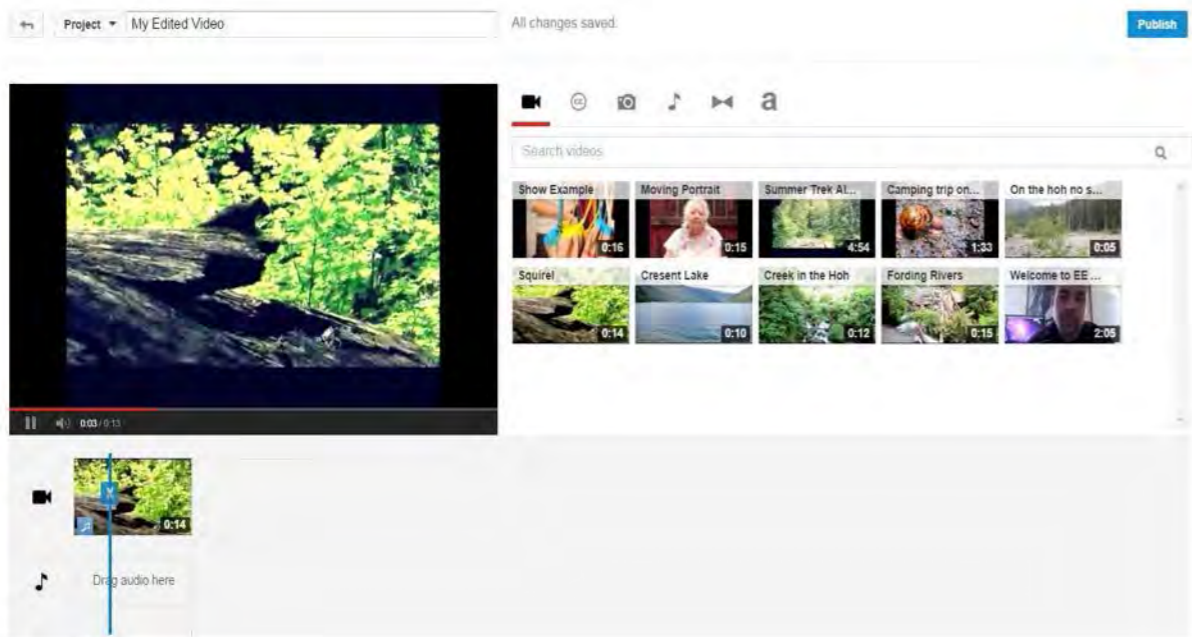 Project My Edited Video All changes saved. Publish
cc a
Search videos
Show Example Moving Portrait Summer Trek Al... Camping trip on... On the hoh no s...
0:16 0:15 4:54 1:33 0:05
Squirel Cresent Lake Creek in the Hoh Fording Rivers Welcome to EE ...
0:14 0:10 0:12 0:15 2:05
0:03 / 0:13
0:14
Drag audio here